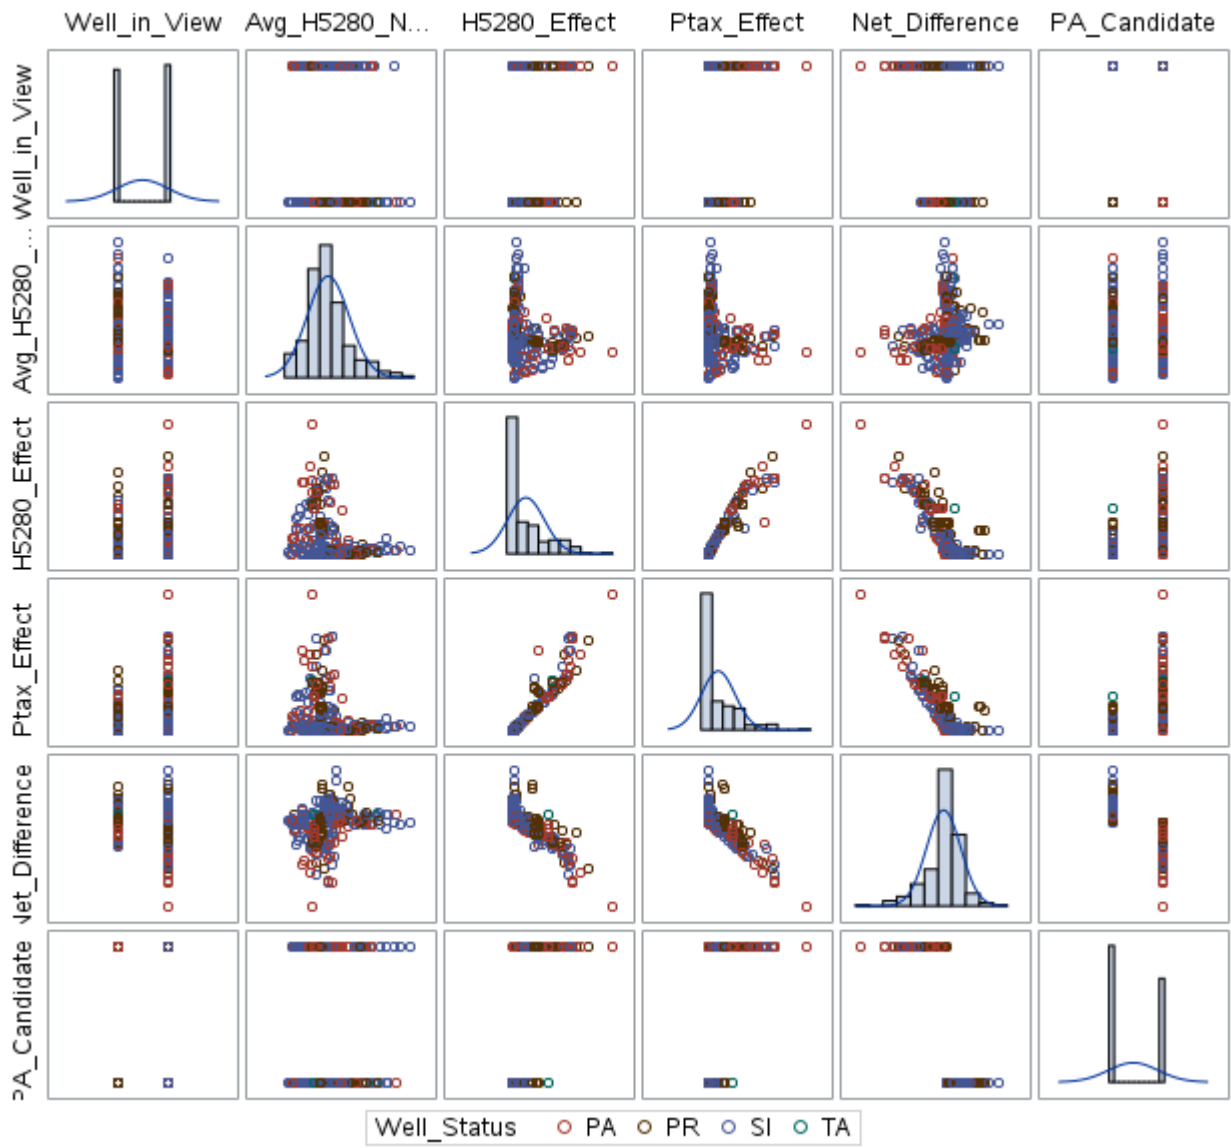 Well_in_View Avg_H5280_N... H5280_Effect Ptax_Effect Net_Difference PA_Candidate
Well_in_View
Avg_H5280_...
H5280_Effect
Ptax_Effect
Net_Difference
PA_Candidate
Well_Status PA PR SI TA